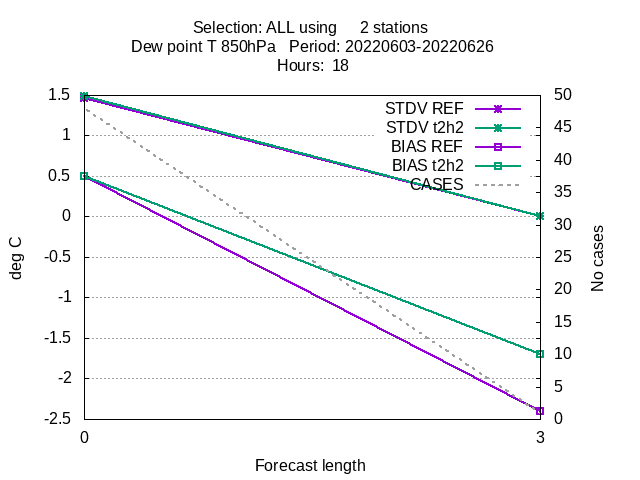 Selection: ALL using 2 stations
Dew point T 850hPa Period: 20220603-20220626
Hours: 18
1.5
1
0.5
0
-0.5
-1
-1.5
-2
-2.5
50
45
40
35
30
25
20
15
10
5
0
STDV REF
STDV t2h2
BIAS REF
BIAS t2h2
CASES
deg C
No cases
0 3
Forecast length